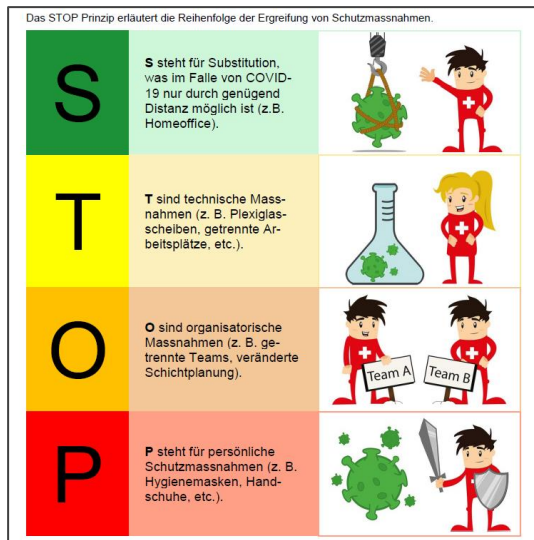 Das STOP Prinzip erläutert die Reihenfolge der Ergreifung von Schutzmassnahmen.
S
S steht für Substitution,
was im Falle von COVID-
19 nur durch genügend
Distanz möglich ist (z.B.
Homeoffice).
T
T sind technische Mass-
nahmen (z. B. Plexiglas-
scheiben, getrennte Ar-
beitsplätze, etc.).
O
O sind organisatorische
Massnahmen (z. B. ge-
trennte Teams, veränderte
Schichtplanung).
Team A
Team B
P
P steht für persönliche
Schutzmassnahmen (z. B.
Hygienemasken, Hand-
schuhe, etc.).